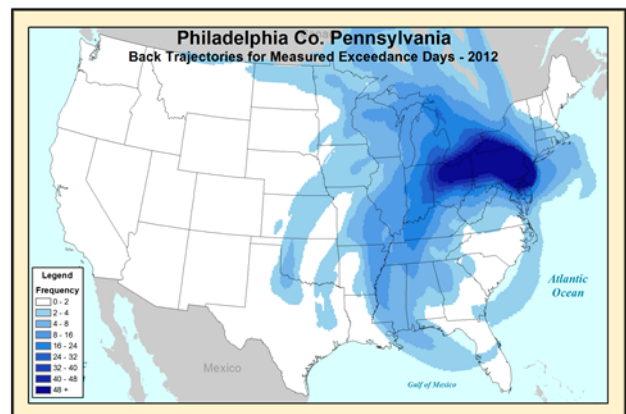 Philadelphia Co. Pennsylvania
Back Trajectories for Measured Exceedance Days - 2012
Legend
Frequency
0 - 2
2 - 4
4 - 8
8 - 16
16 - 24
24 - 32
32 - 40
40 - 48
48 +
Atlantic
Ocean
Mexico
Gulf of Mexico